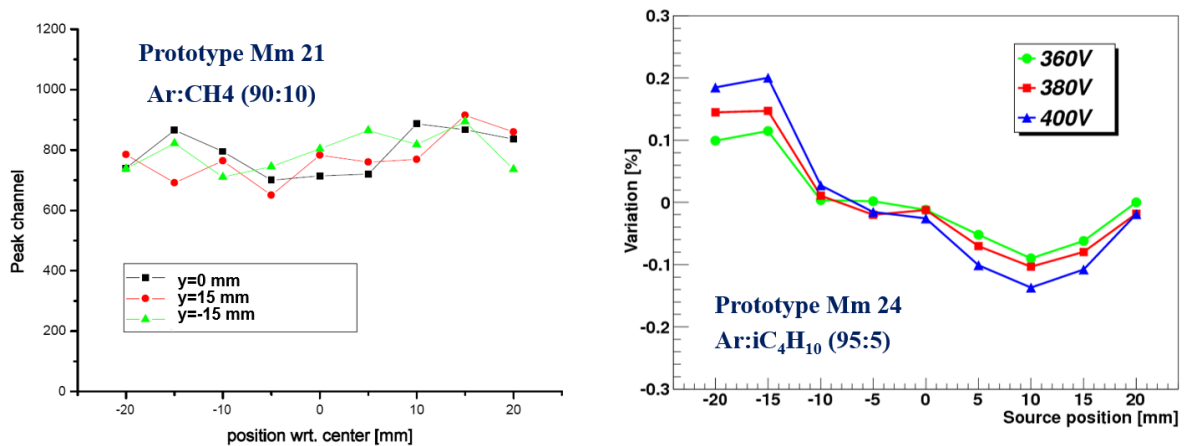 1200
1000
800
600
400
200
0
Peak channel
Prototype Mm 21
Ar:CH4 (90:10)
y=0 mm
y=15 mm
y=-15 mm
-20 -10 0 10 20
position wrt. center [mm]
0.3
0.2
0.1
0
-0.1
-0.2
-0.3
Variation [%]
360V
380V
400V
Prototype Mm 24
Ar:iC₄H₁₀ (95:5)
-20 -15 -10 -5 0 5 10 15 20
Source position [mm]